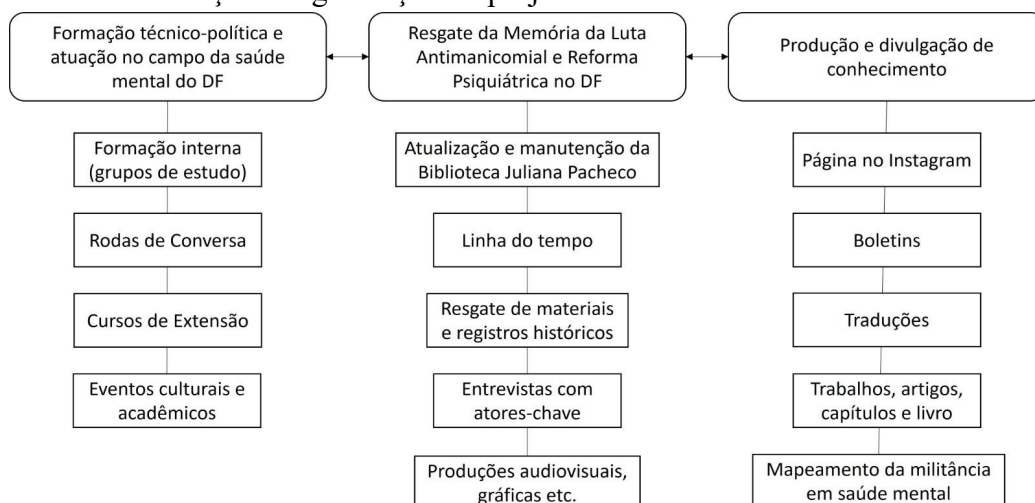 Formação técnico-política e
atuação no campo da saúde
mental do DF
Formação interna
(grupos de estudo)
Rodas de Conversa
Cursos de Extensão
Eventos culturais e
acadêmicos
Resgate da Memória da Luta
Antimanicomial e Reforma
Psiquiátrica no DF
Atualização e manutenção da
Biblioteca Juliana Pacheco
Linha do tempo
Resgate de materiais
e registros históricos
Entrevistas com
atores-chave
Produções audiovisuais,
gráficas etc.
Produção e divulgação de
conhecimento
Página no Instagram
Boletins
Traduções
Trabalhos, artigos,
capítulos e livro
Mapeamento da militância
em saúde mental